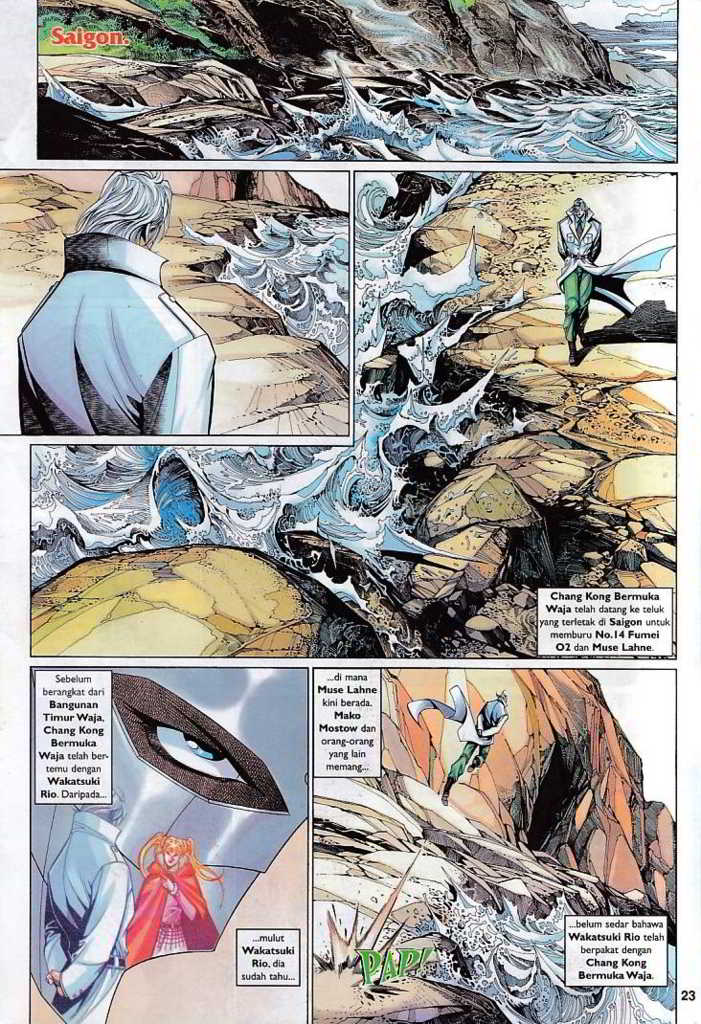 Saigon.
Chang Kong Bermuka
Waja telah datang ke teluk
yang terletak di Saigon untuk
memburu No.14 Fumei
O2 dan Muse Lahne.
Sebelum
berangkat dari
Bangunan
Timur Waja,
Chang Kong
Bermuka
Waja telah ber-
temu dengan
Wakatsuki
Rio. Daripada...
...mulut
Wakatsuki
Rio, dia
sudah tahu...
...di mana
Muse Lahne
kini berada.
Mako
Mostow dan
orang-orang
yang lain
memang...
PAP!
...belum sedar bahawa
Wakatsuki Rio telah
berpakat dengan
Chang Kong
Bermuka Waja.
23